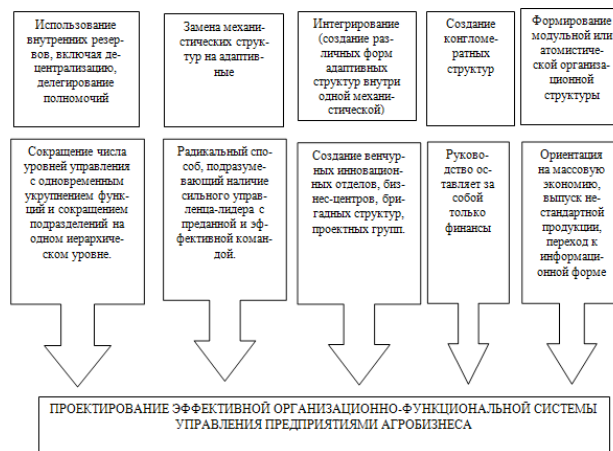 Использование
внутренних резер-
вов, включая де-
централизацию,
делегирование
полномочий
Замена механи-
стических струк-
тур на адаптив-
ные
Интегрирование
(создание раз-
личных форм
адаптивных
структур внутри
одной механи-
стической)
Создание
конгломе-
ратных
структур
Формирование
модульной или
атомистиче-
ской организа-
ционной
структуры
Сокращение числа
уровней управления
с одновременным
укрупнением функ-
ций и сокращением
подразделений на
одном иерархиче-
ском уровне.
Радикальный спо-
соб, подразуме-
вающий наличие
сильного управ-
ленца-лидера с
преданной и эф-
фективной коман-
дой.
Создание венчур-
ных инновацион-
ных отделов, биз-
нес-центров, бри-
гадных структур,
проектных групп.
Руковод-
ство ос-
тавляет за
собой
только
финансы
Ориентация
на массовую
экономию,
выпуск не-
стандартной
продукции,
переход к
информаци-
онной форме
ПРОЕКТИРОВАНИЕ ЭФФЕКТИВНОЙ ОРГАНИЗАЦИОННО-ФУНКЦИОНАЛЬНОЙ СИСТЕМЫ
УПРАВЛЕНИЯ ПРЕДПРИЯТИЯМИ АГРОБИЗНЕСА